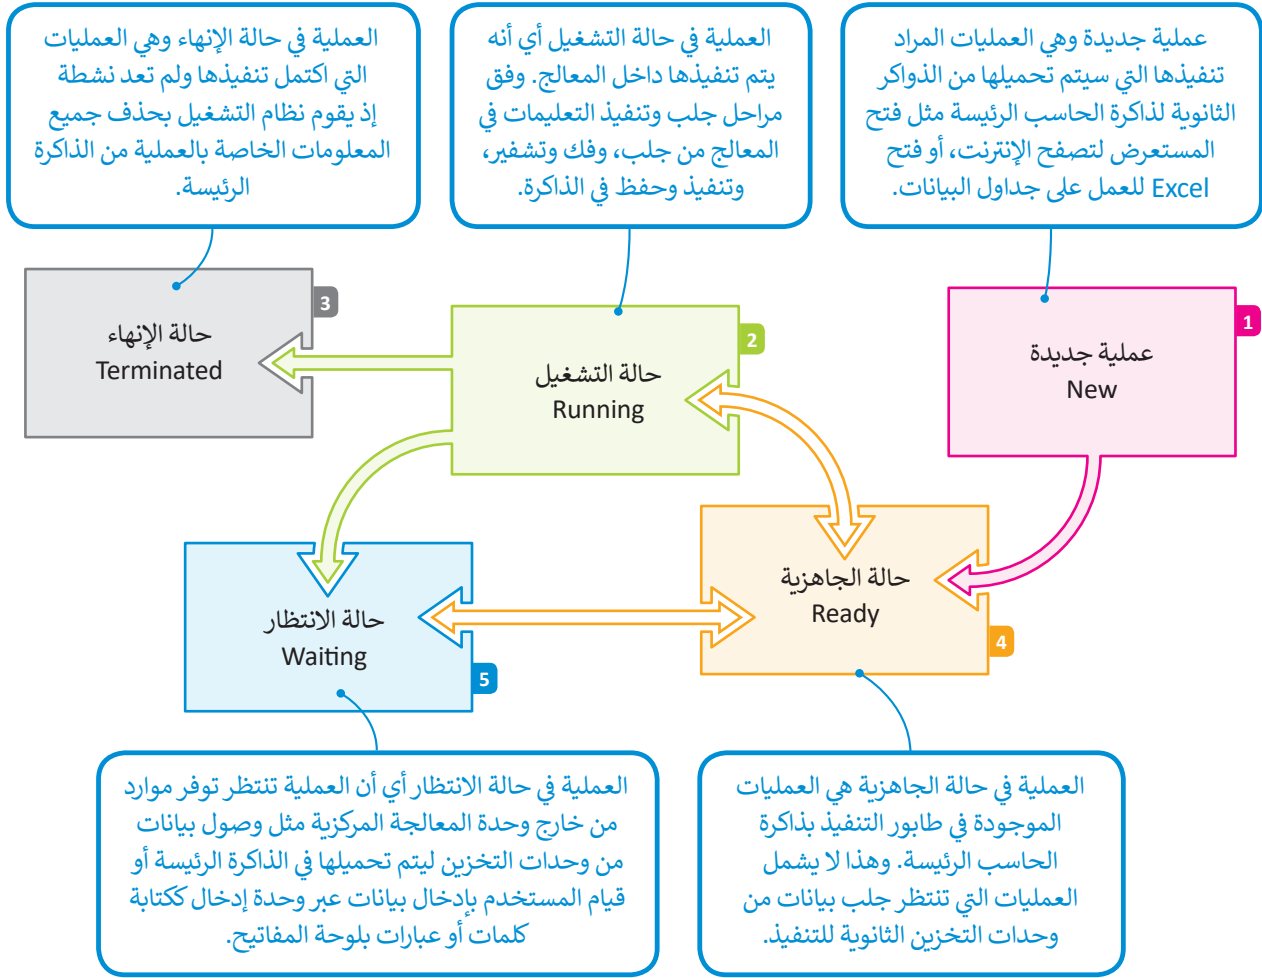 عملية جديدة وهي العمليات المراد
تنفيذها التي سيتم تحميلها من الذواكر
الثانوية لذاكرة الحاسب الرئيسة مثل فتح
المستعرض لتصفح الإنترنت، أو فتح
Excel للعمل على جداول البيانات.
العملية في حالة التشغيل أي أنه
يتم تنفيذها داخل المعالج. وفق
مراحل جلب وتنفيذ التعليمات في
المعالج من جلب، وفك وتشفير،
وتنفيذ وحفظ في الذاكرة.
العملية في حالة الإنهاء وهي العمليات
التي اكتمل تنفيذها ولم تعد نشطة
إذ يقوم نظام التشغيل بحذف جميع
المعلومات الخاصة بالعملية من الذاكرة
الرئيسة.
1
عملية جديدة
New
2
حالة التشغيل
Running
3
حالة الإنهاء
Terminated
4
حالة الجاهزية
Ready
5
حالة الانتظار
Waiting
العملية في حالة الجاهزية هي العمليات
الموجودة في طابور التنفيذ بذاكرة
الحاسب الرئيسة. وهذا لا يشمل
العمليات التي تنتظر جلب بيانات من
وحدات التخزين الثانوية للتنفيذ.
العملية في حالة الانتظار أي أن العملية تنتظر توفر موارد
من خارج وحدة المعالجة المركزية مثل وصول بيانات
من وحدات التخزين ليتم تحميلها في الذاكرة الرئيسة أو
قيام المستخدم بإدخال بيانات عبر وحدة إدخال ككتابة
كلمات أو عبارات بلوحة المفاتيح.